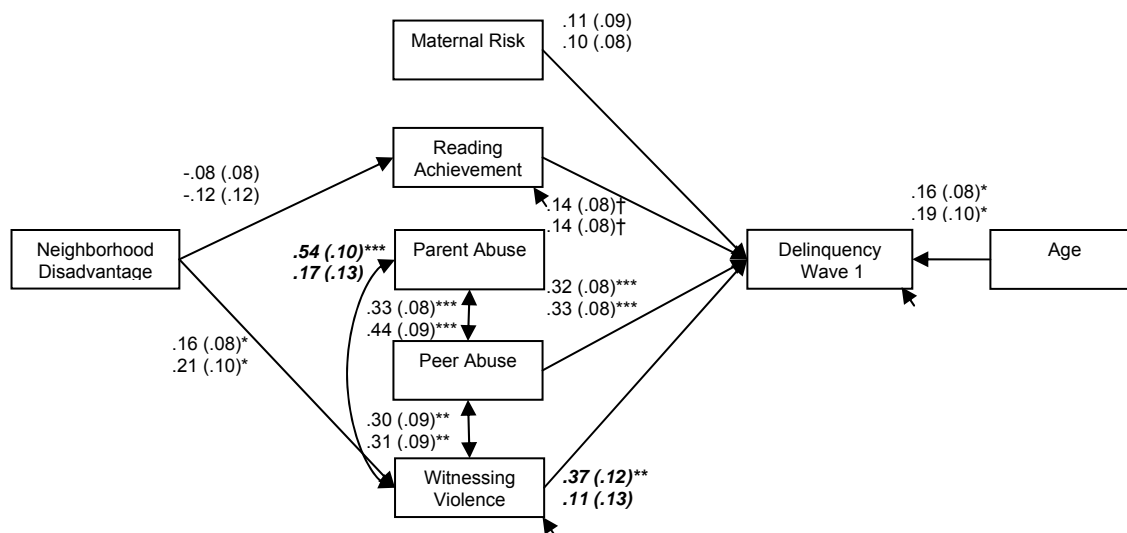 Maternal Risk
.11 (.09)
.10 (.08)
Reading
Achievement
-.08 (.08)
-.12 (.12)
.14 (.08)†
.14 (.08)†
.16 (.08)*
.19 (.10)*
Neighborhood
Disadvantage
.54 (.10)***
.17 (.13)
Parent Abuse
Delinquency
Wave 1
Age
.32 (.08)***
.33 (.08)***
.33 (.08)***
.44 (.09)***
.16 (.08)*
.21 (.10)*
Peer Abuse
.30 (.09)**
.31 (.09)**
Witnessing
Violence
.37 (.12)**
.11 (.13)